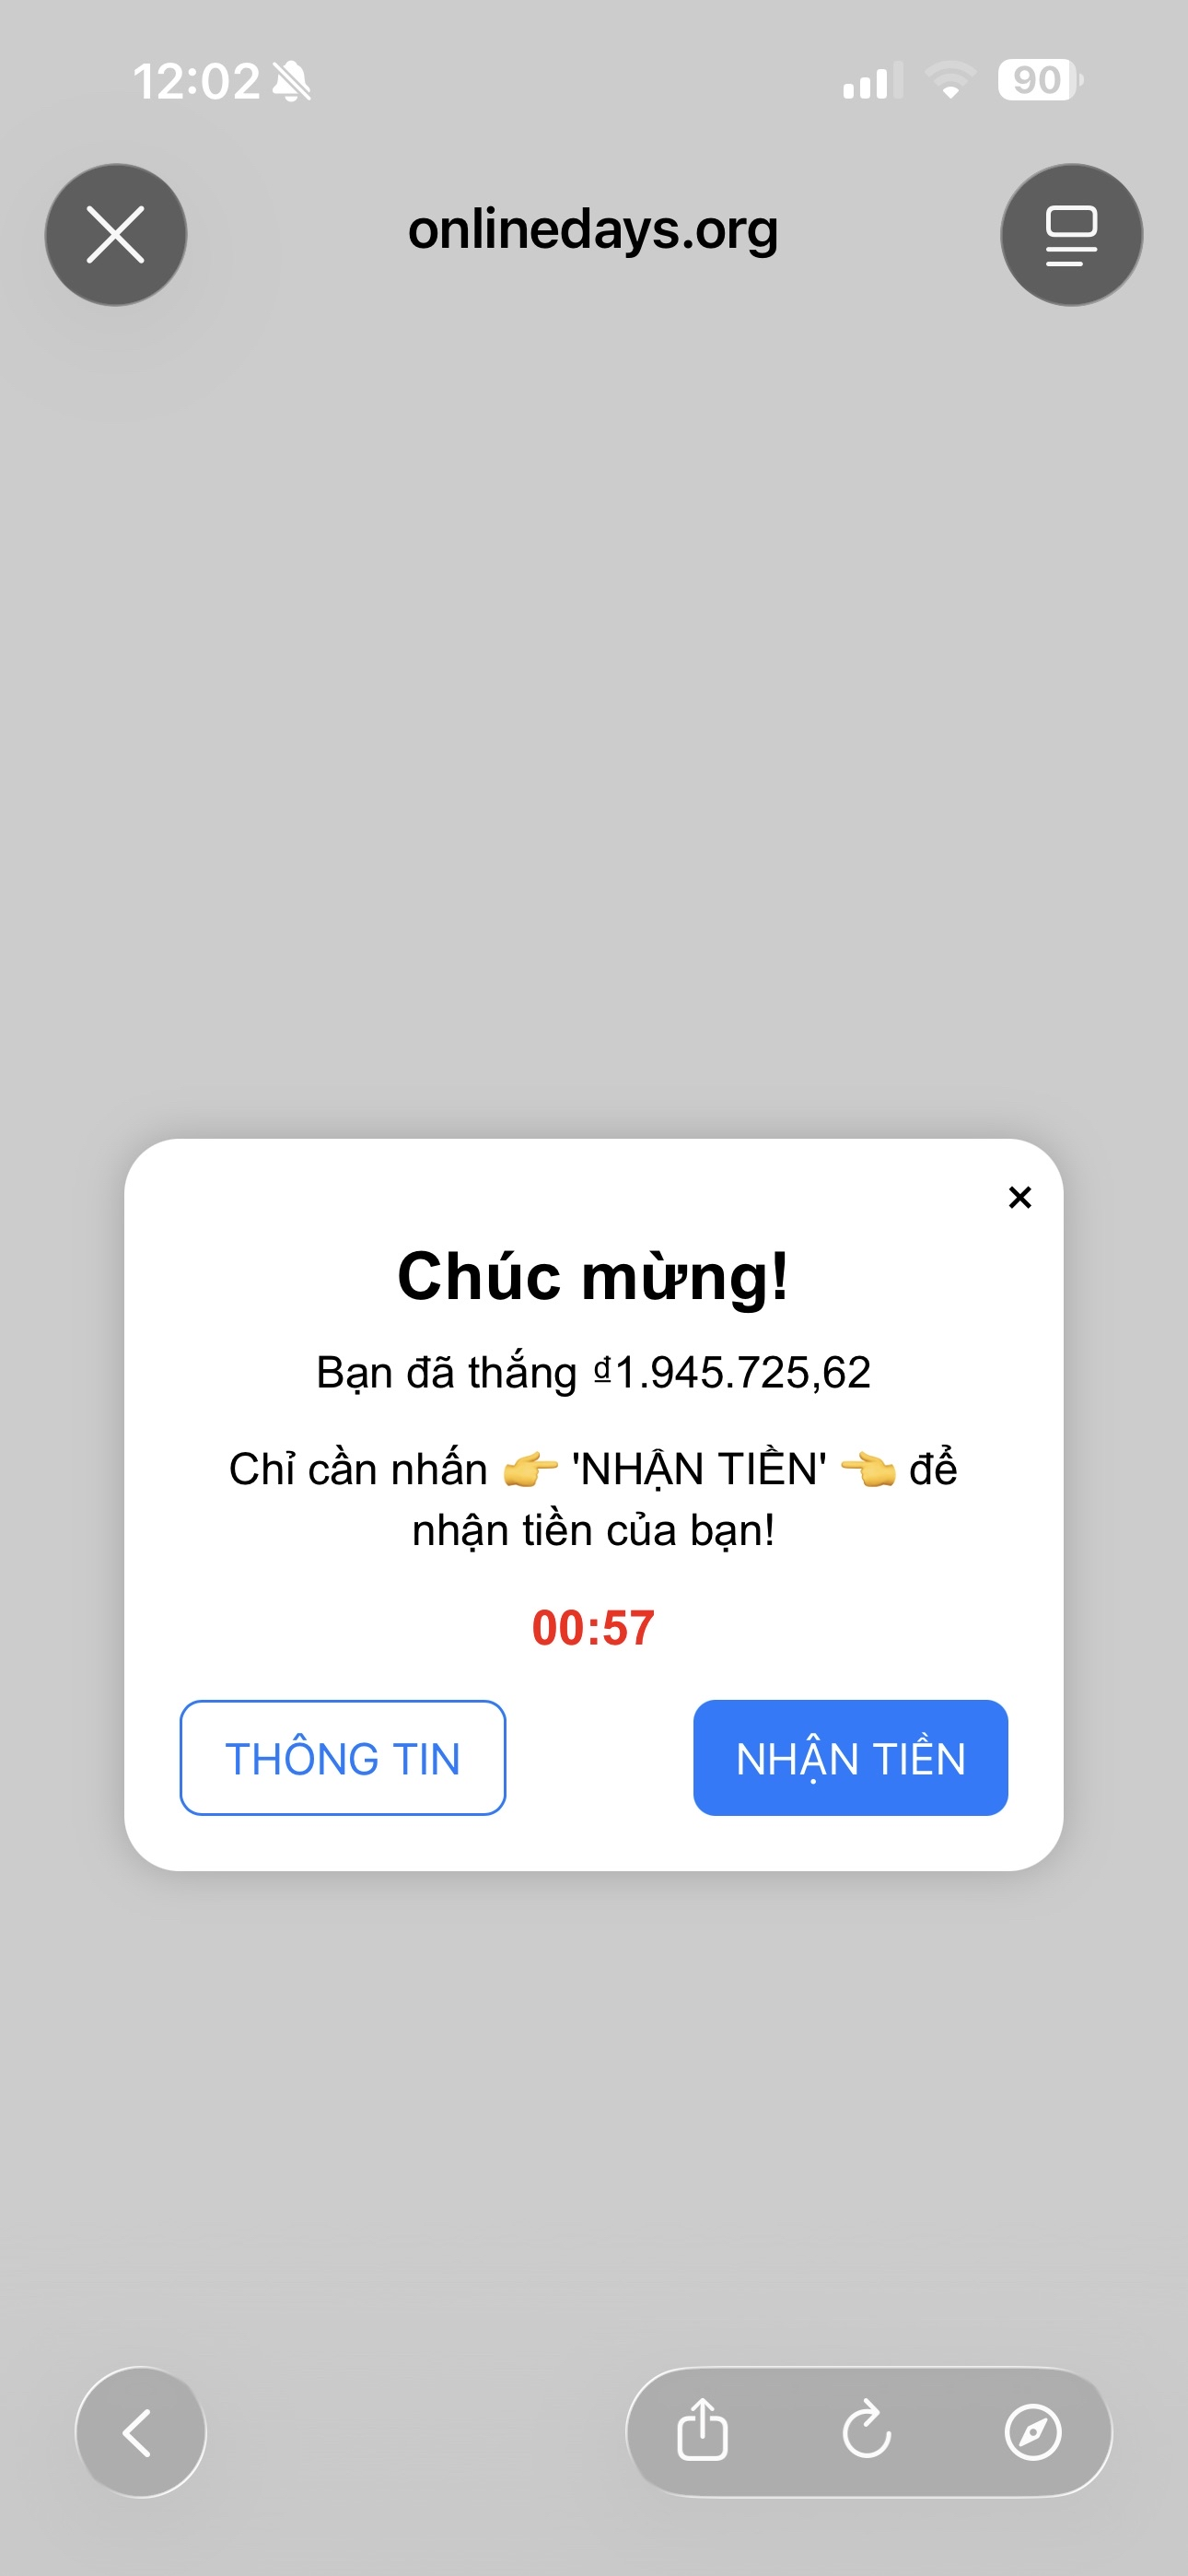 12:02
90
onlinedays.org
×
Chúc mừng!
Bạn đã thắng ₫1.945.725,62
Chỉ cần nhấn 👉 'NHẬN TIỀN' 👈 để
nhận tiền của bạn!
00:57
THÔNG TIN
NHẬN TIỀN